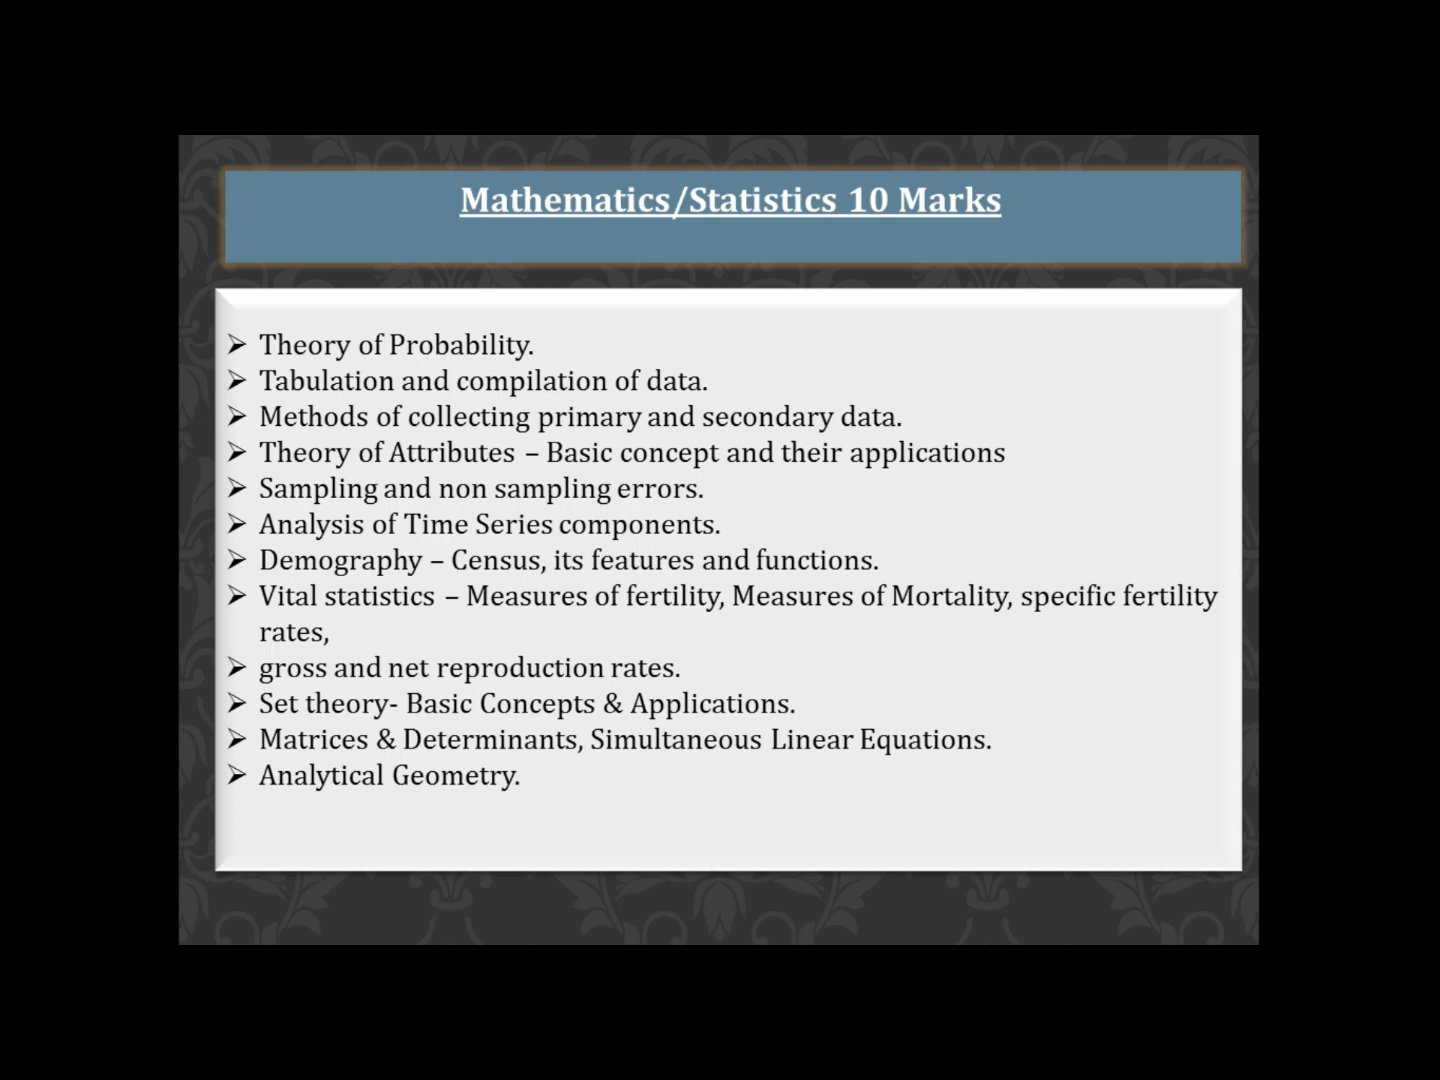 Mathematics/Statistics 10 Marks
➢ Theory of Probability.
➢ Tabulation and compilation of data.
➢ Methods of collecting primary and secondary data.
➢ Theory of Attributes – Basic concept and their applications
➢ Sampling and non sampling errors.
➢ Analysis of Time Series components.
➢ Demography – Census, its features and functions.
➢ Vital statistics – Measures of fertility, Measures of Mortality, specific fertility
rates,
➢ gross and net reproduction rates.
➢ Set theory- Basic Concepts & Applications.
➢ Matrices & Determinants, Simultaneous Linear Equations.
➢ Analytical Geometry.